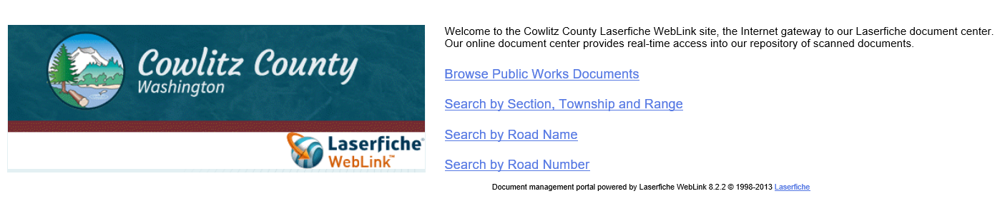 Cowlitz County
Washington
Laserfiche®
WebLink™
Welcome to the Cowlitz County Laserfiche WebLink site, the Internet gateway to our Laserfiche document center.
Our online document center provides real-time access into our repository of scanned documents.
Browse Public Works Documents
Search by Section, Township and Range
Search by Road Name
Search by Road Number
Document management portal powered by Laserfiche WebLink 8.2.2 © 1998-2013 Laserfiche